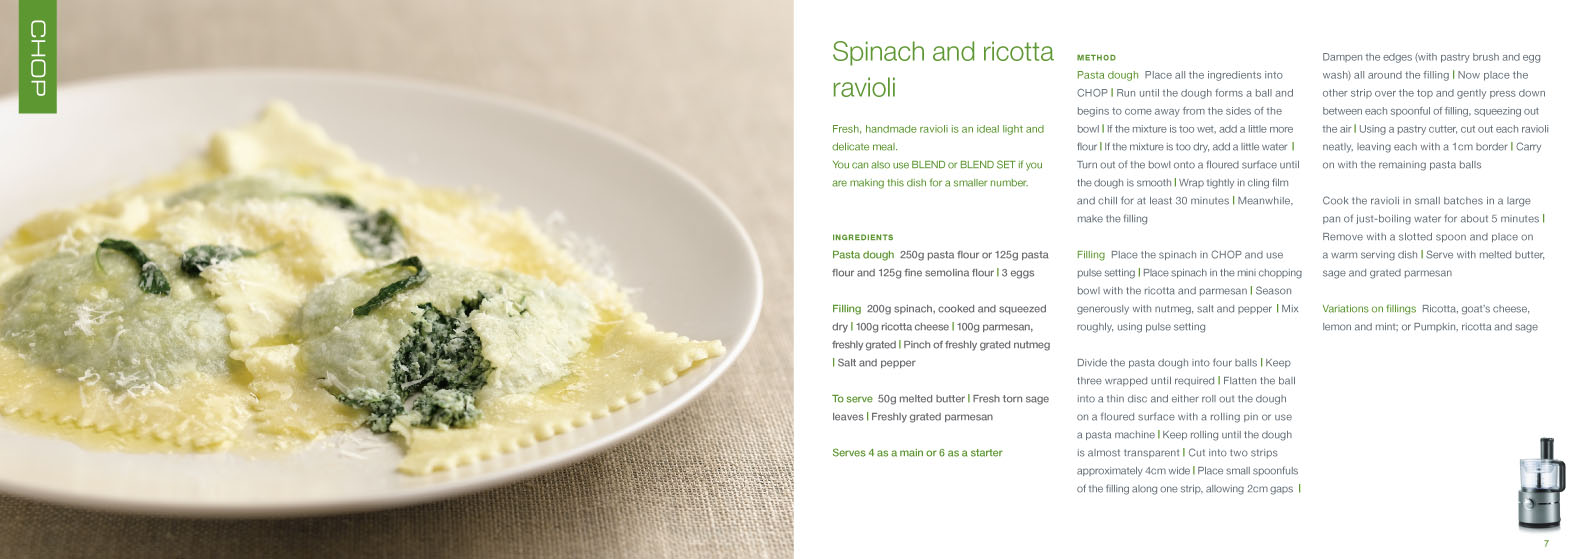 CHOP
Spinach and ricotta
ravioli
Fresh, handmade ravioli is an ideal light and
delicate meal.
You can also use BLEND or BLEND SET if you
are making this dish for a smaller number.
INGREDIENTS
Pasta dough 250g pasta flour or 125g pasta
flour and 125g fine semolina flour | 3 eggs
Filling 200g spinach, cooked and squeezed
dry | 100g ricotta cheese | 100g parmesan,
freshly grated | Pinch of freshly grated nutmeg
| Salt and pepper
To serve 50g melted butter | Fresh torn sage
leaves | Freshly grated parmesan
Serves 4 as a main or 6 as a starter
METHOD
Pasta dough Place all the ingredients into
CHOP | Run until the dough forms a ball and
begins to come away from the sides of the
bowl | If the mixture is too wet, add a little more
flour | If the mixture is too dry, add a little water |
Turn out of the bowl onto a floured surface until
the dough is smooth | Wrap tightly in cling film
and chill for at least 30 minutes | Meanwhile,
make the filling
Filling Place the spinach in CHOP and use
pulse setting | Place spinach in the mini chopping
bowl with the ricotta and parmesan | Season
generously with nutmeg, salt and pepper | Mix
roughly, using pulse setting
Divide the pasta dough into four balls | Keep
three wrapped until required | Flatten the ball
into a thin disc and either roll out the dough
on a floured surface with a rolling pin or use
a pasta machine | Keep rolling until the dough
is almost transparent | Cut into two strips
approximately 4cm wide | Place small spoonfuls
of the filling along one strip, allowing 2cm gaps |
Dampen the edges (with pastry brush and egg
wash) all around the filling | Now place the
other strip over the top and gently press down
between each spoonful of filling, squeezing out
the air | Using a pastry cutter, cut out each ravioli
neatly, leaving each with a 1cm border | Carry
on with the remaining pasta balls
Cook the ravioli in small batches in a large
pan of just-boiling water for about 5 minutes |
Remove with a slotted spoon and place on
a warm serving dish | Serve with melted butter,
sage and grated parmesan
Variations on fillings Ricotta, goat's cheese,
lemon and mint; or Pumpkin, ricotta and sage
7